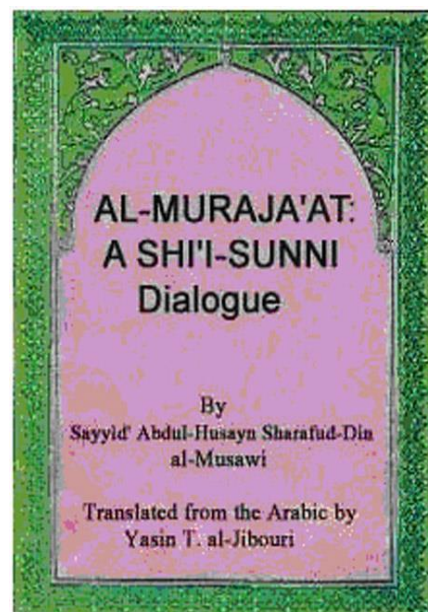 AL-MURAJA'AT:
A SHI'I-SUNNI
Dialogue
By
Sayyid' Abdul-Husayn Sharafud-Din
al-Musawi
Translated from the Arabic by
Yasin T. al-Jibouri